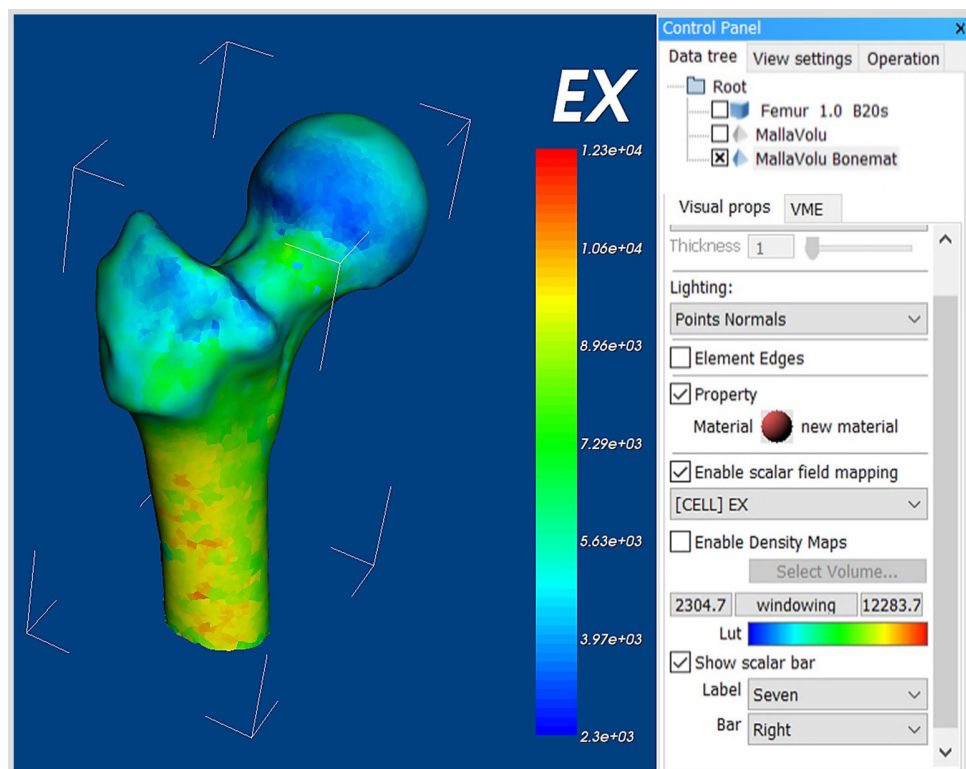 EX
1.23e+04
1.06e+04
8.96e+03
7.29e+03
5.63e+03
3.97e+03
2.3e+03
Control Panel
Data tree View settings Operation
Root
Femur 1.0 B20s
MallaVolu
MallaVolu Bonemat
Visual props VME
Thickness 1
Lighting:
Points Normals
Element Edges
Property
Material new material
Enable scalar field mapping
[CELL] EX
Enable Density Maps
Select Volume...
2304.7 windowing 12283.7
Lut
Show scalar bar
Label Seven
Bar Right